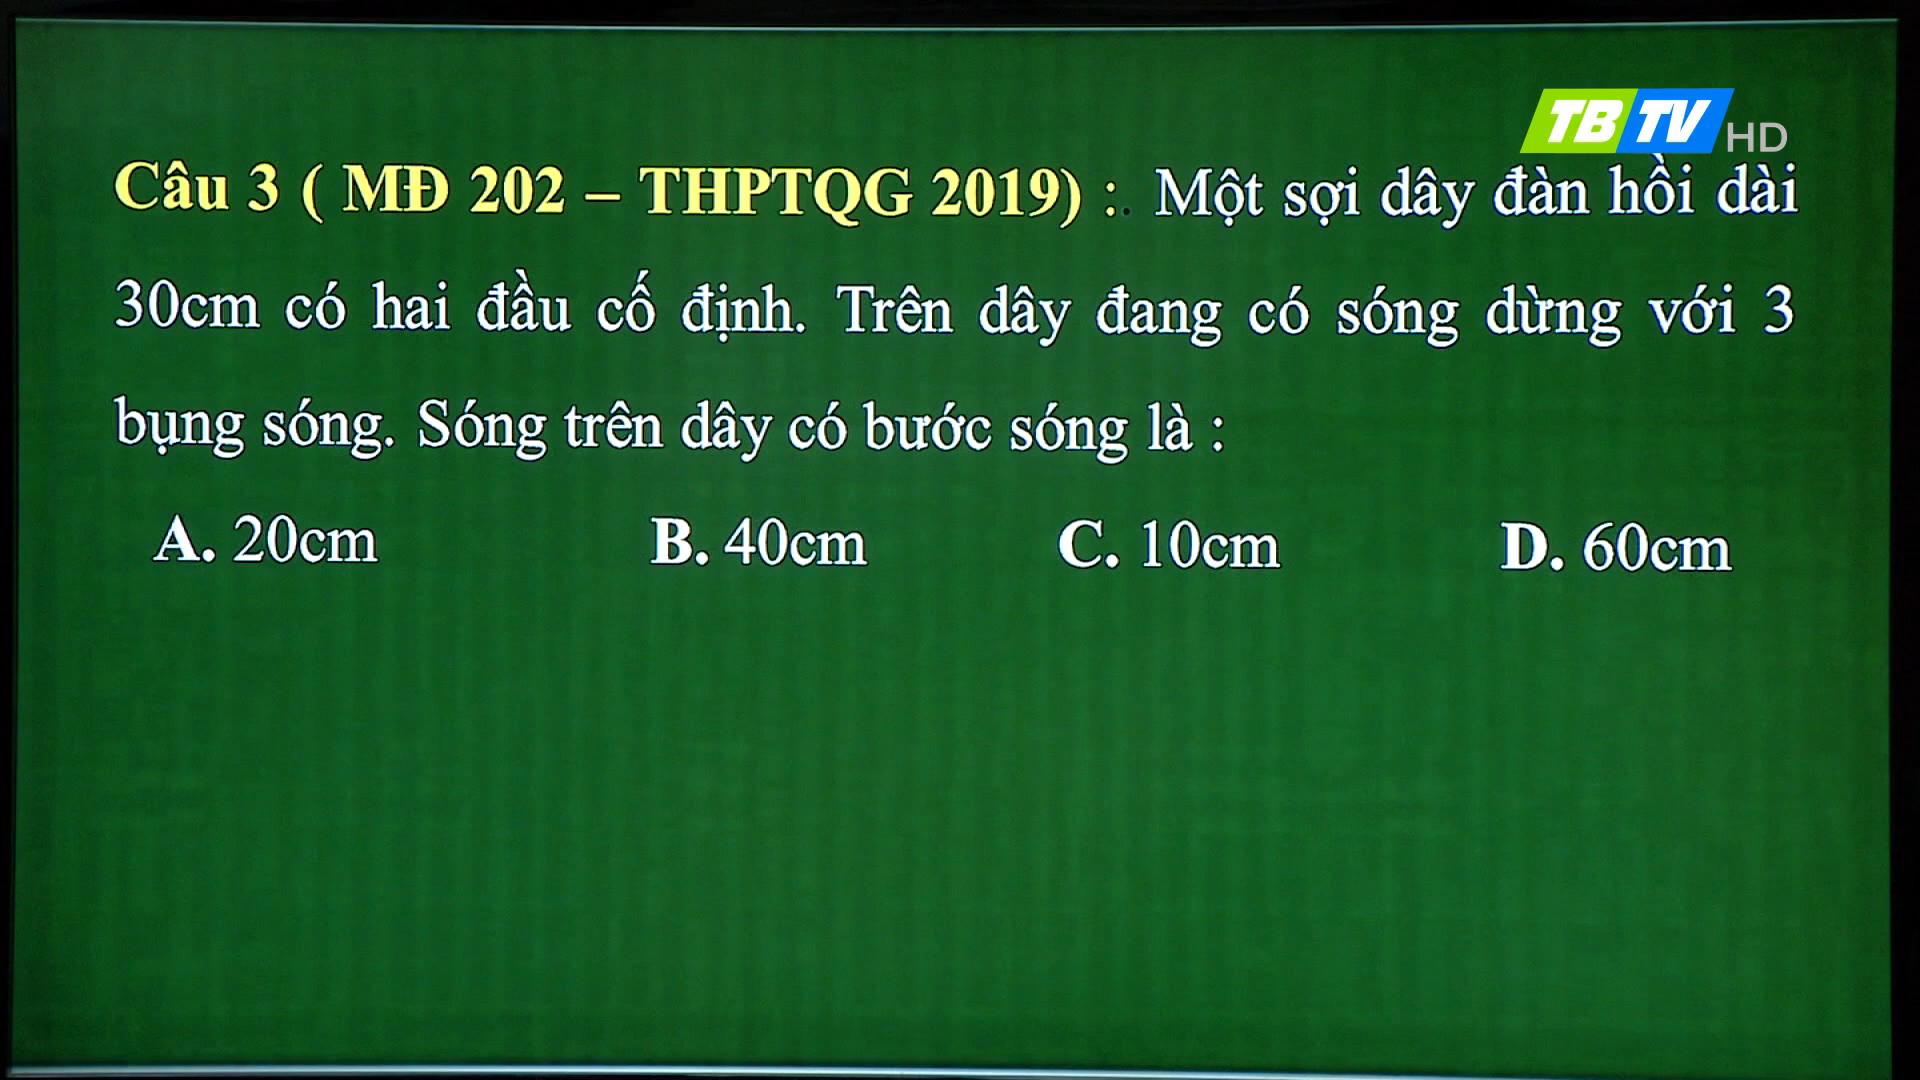 TBTV HD
Câu 3 ( MĐ 202 – THPTQG 2019) :. Một sợi dây đàn hồi dài
30cm có hai đầu cố định. Trên dây đang có sóng dừng với 3
bụng sóng. Sóng trên dây có bước sóng là :
A. 20cm B. 40cm C. 10cm D. 60cm